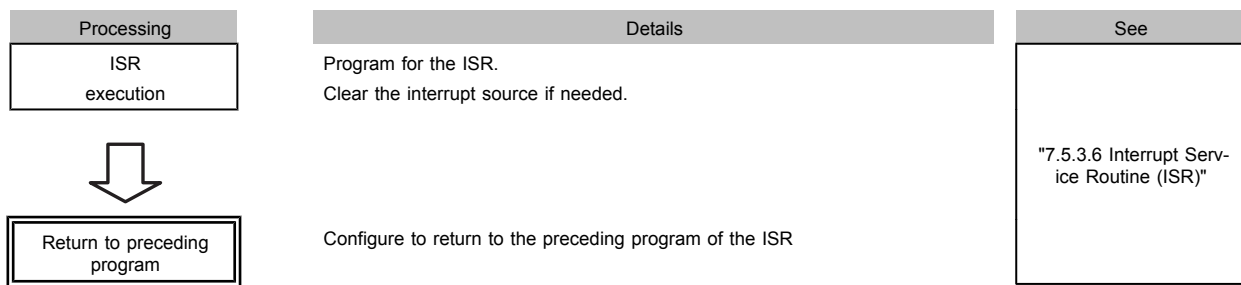 Processing
Details
See
ISR
execution
Program for the ISR.
Clear the interrupt source if needed.
"7.5.3.6 Interrupt Serv-
ice Routine (ISR)"
Return to preceding
program
Configure to return to the preceding program of the ISR